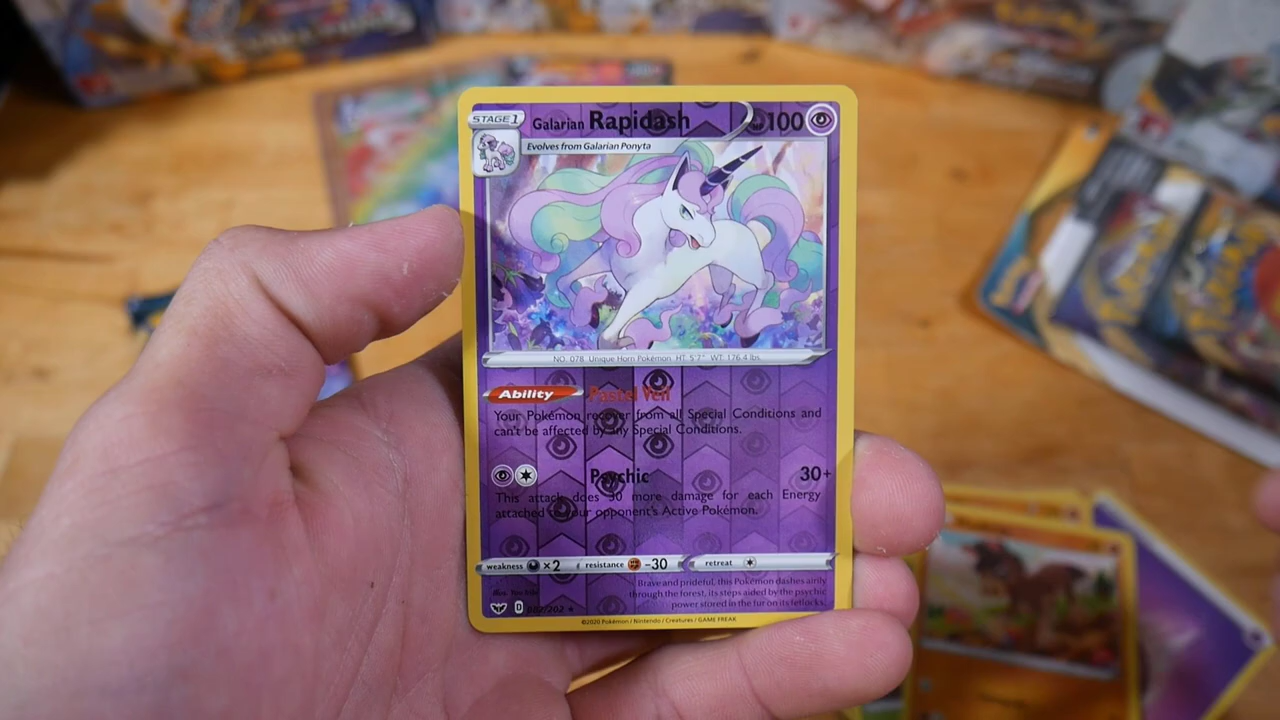 STAGE 1
Galarian Rapidash
HP 100
Evolves from Galarian Ponyta
NO. 078 Unique Horn Pokémon HT: 5'7" WT: 176.4 lbs.
Ability Pastel Veil
Your Pokémon recover from all Special Conditions and
can't be affected by any Special Conditions.
Psychic 30+
This attack does 30 more damage for each Energy
attached to your opponent's Active Pokémon.
weakness ×2 resistance -30 retreat
Brave and prideful, this Pokémon dashes airily
through the forest, its steps aided by the psychic
power stored in the fur on its fetlocks.
D /202 ★
©2020 Pokémon / Nintendo / Creatures / GAME FREAK